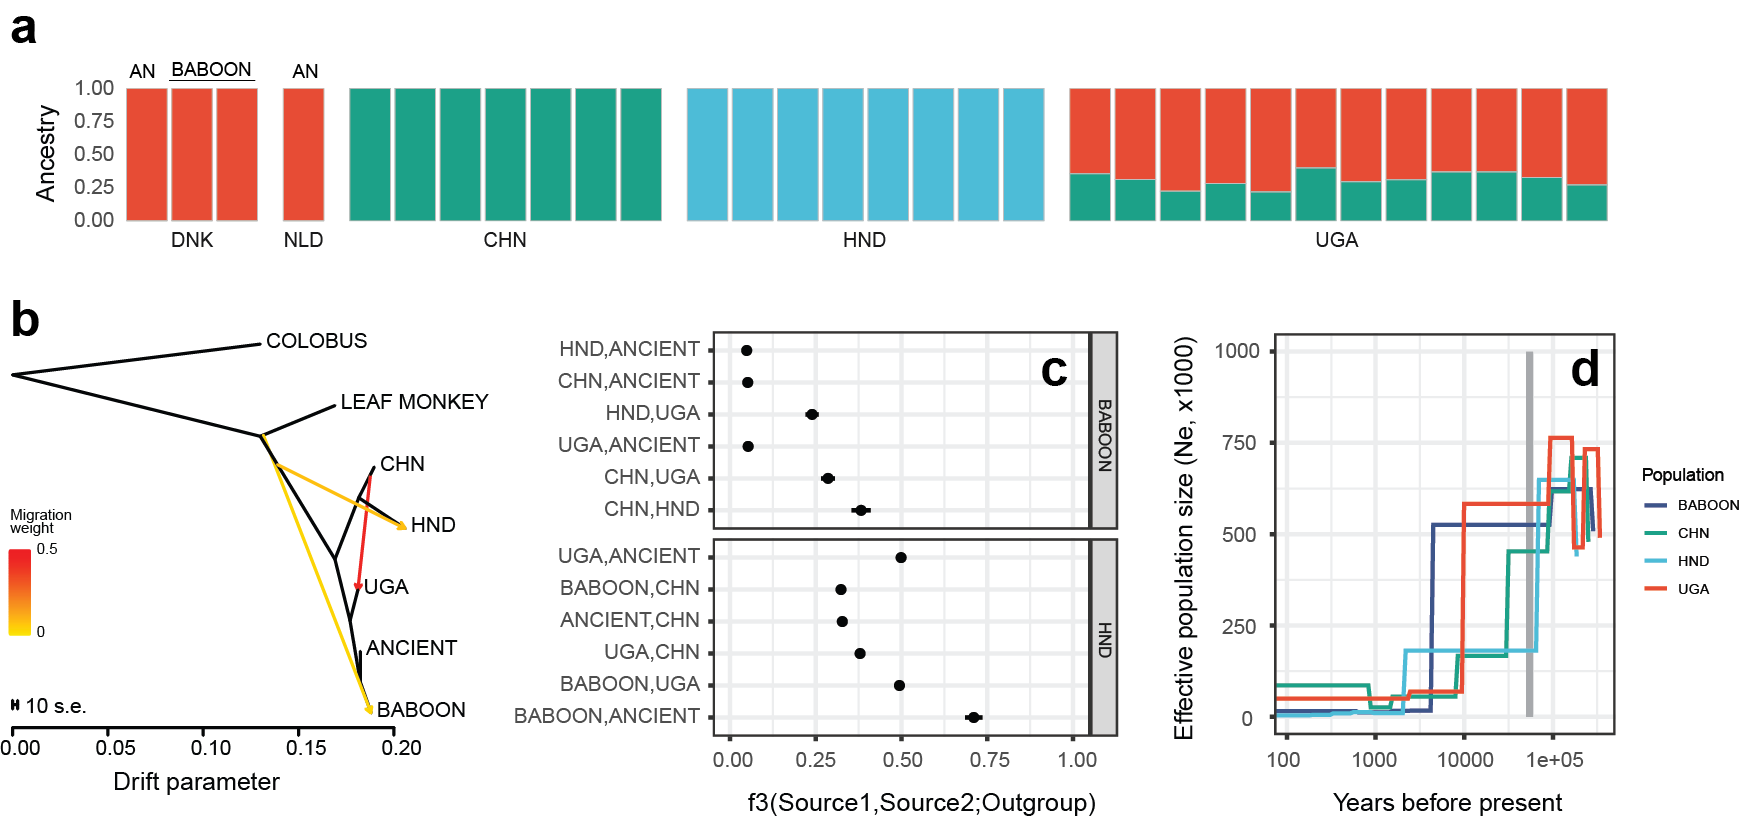 a
AN BABOON AN
Ancestry
1.00
0.75
0.50
0.25
0.00
DNK NLD CHN HND UGA
b
COLOBUS
LEAF MONKEY
CHN
HND
UGA
ANCIENT
BABOON
Migration
weight
0.5
0
10 s.e.
0.00 0.05 0.10 0.15 0.20
Drift parameter
c
HND,ANCIENT
CHN,ANCIENT
HND,UGA
UGA,ANCIENT
CHN,UGA
CHN,HND
BABOON
UGA,ANCIENT
BABOON,CHN
ANCIENT,CHN
UGA,CHN
BABOON,UGA
BABOON,ANCIENT
HND
0.00 0.25 0.50 0.75 1.00
f3(Source1,Source2;Outgroup)
d
Effective population size (Ne, x1000)
1000
750
500
250
0
100 1000 10000 1e+05
Years before present
Population
BABOON
CHN
HND
UGA